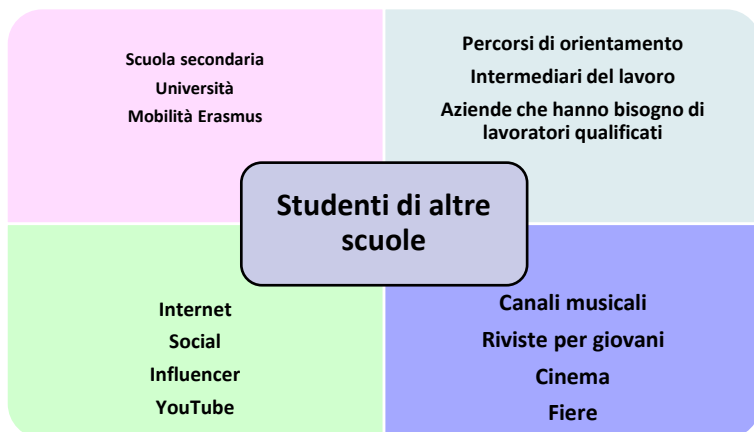 Scuola secondaria
Università
Mobilità Erasmus
Percorsi di orientamento
Intermediari del lavoro
Aziende che hanno bisogno di
lavoratori qualificati
Studenti di altre
scuole
Internet
Social
Influencer
YouTube
Canali musicali
Riviste per giovani
Cinema
Fiere